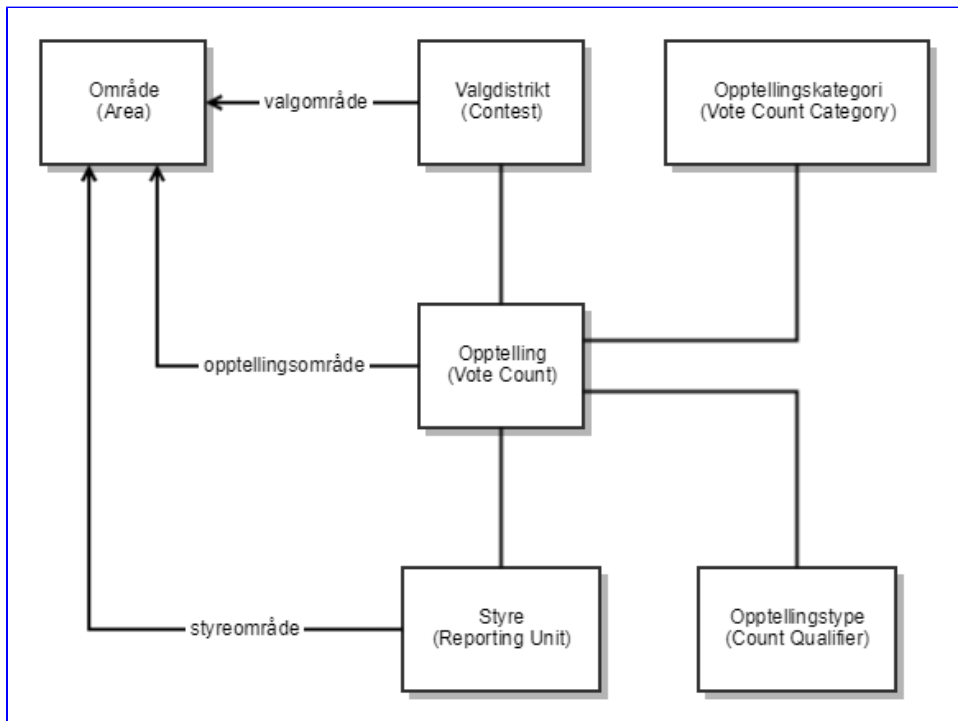 Område
(Area)
valgområde
Valgdistrikt
(Contest)
Opptellingskategori
(Vote Count Category)
opptellingsområde
Opptelling
(Vote Count)
styreområde
Styre
(Reporting Unit)
Opptellingstype
(Count Qualifier)